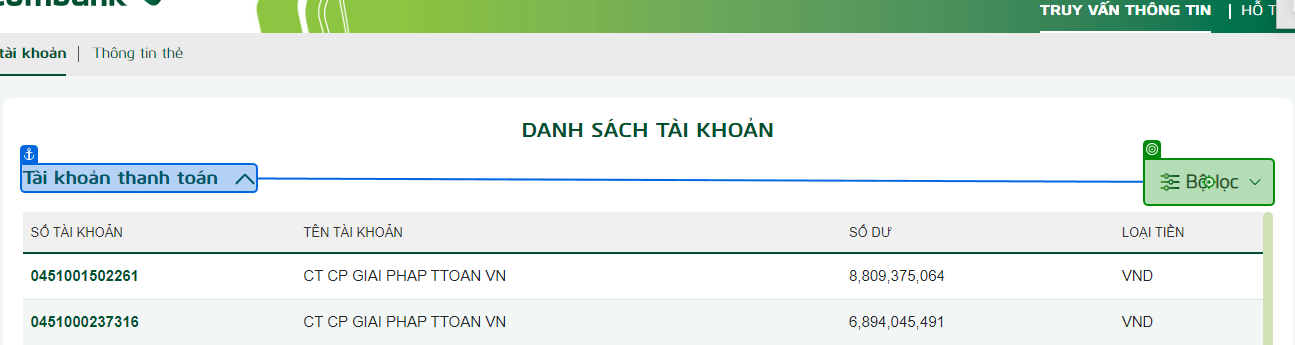 TRUY VẤN THÔNG TIN | HỖ T
tài khoản | Thông tin thẻ
DANH SÁCH TÀI KHOẢN
Tài khoản thanh toán
Bộ lọc
SỐ TÀI KHOẢN TÊN TÀI KHOẢN SỐ DƯ LOẠI TIỀN
0451001502261 CT CP GIAI PHAP TTOAN VN 8,809,375,064 VND
0451000237316 CT CP GIAI PHAP TTOAN VN 6,894,045,491 VND